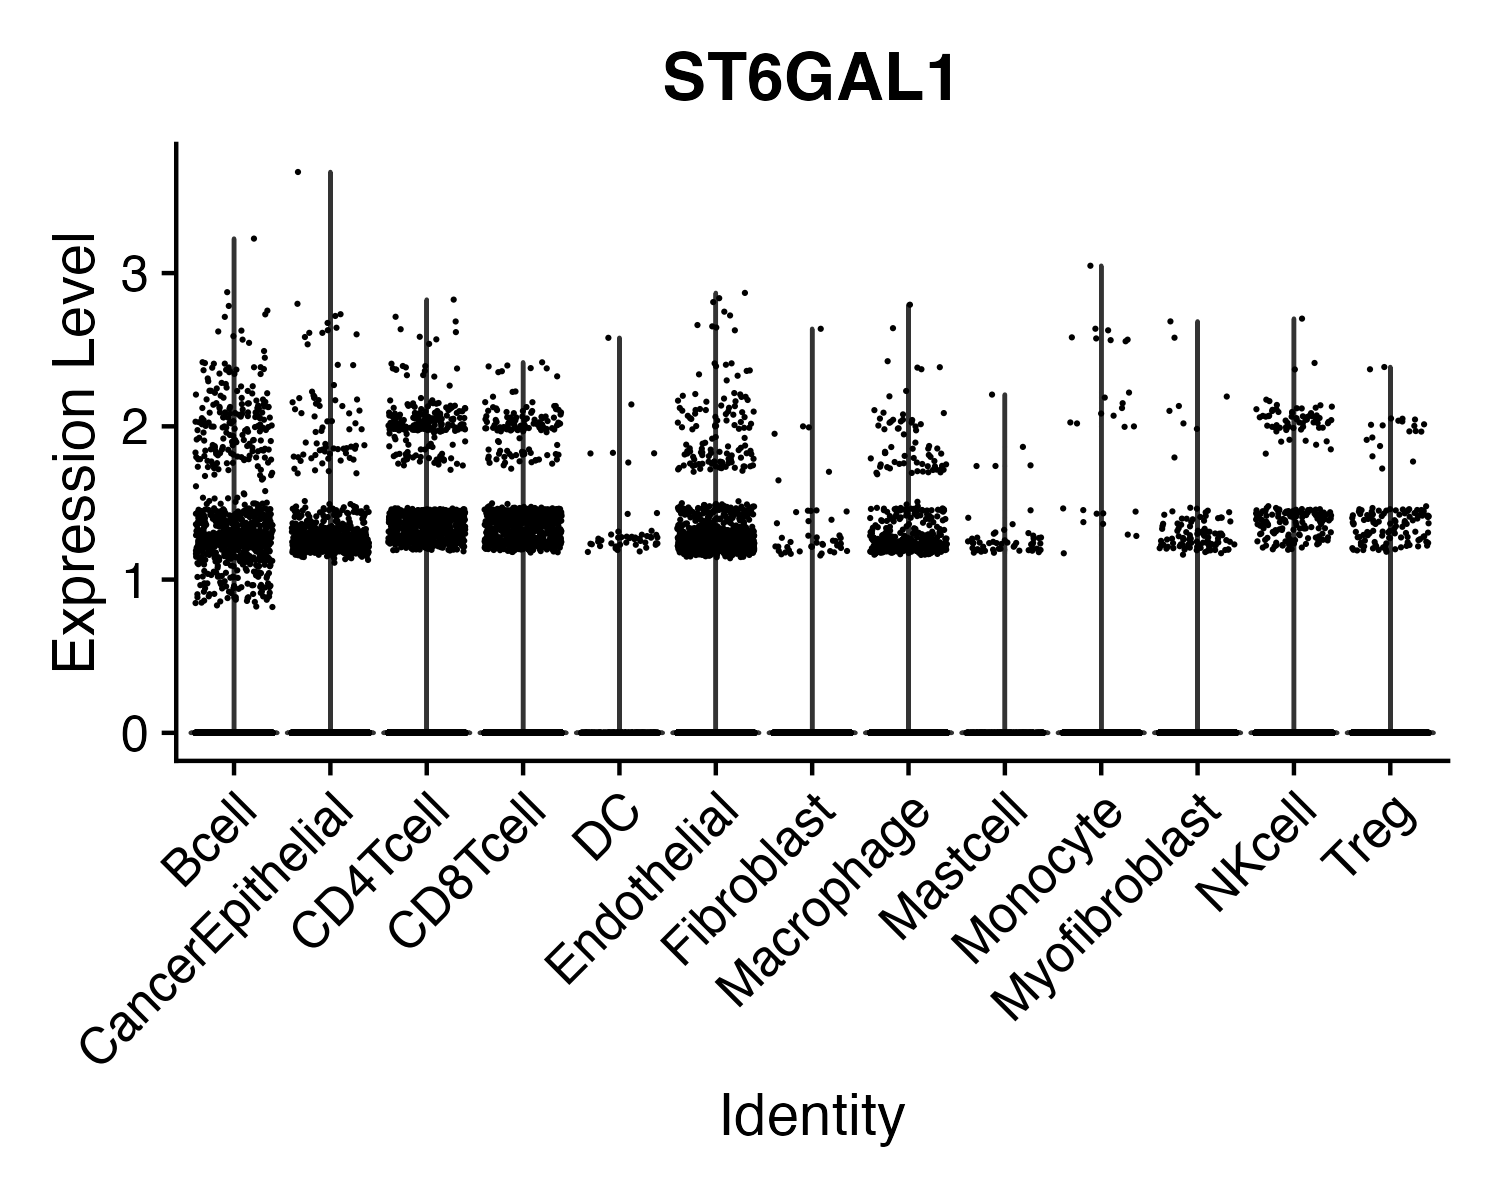 ST6GAL1
Expression Level
3
2
1
0
Bcell
CancerEpithelial
CD4Tcell
CD8Tcell
DC
Endothelial
Fibroblast
Macrophage
Mastcell
Monocyte
Myofibroblast
NKcell
Treg
Identity